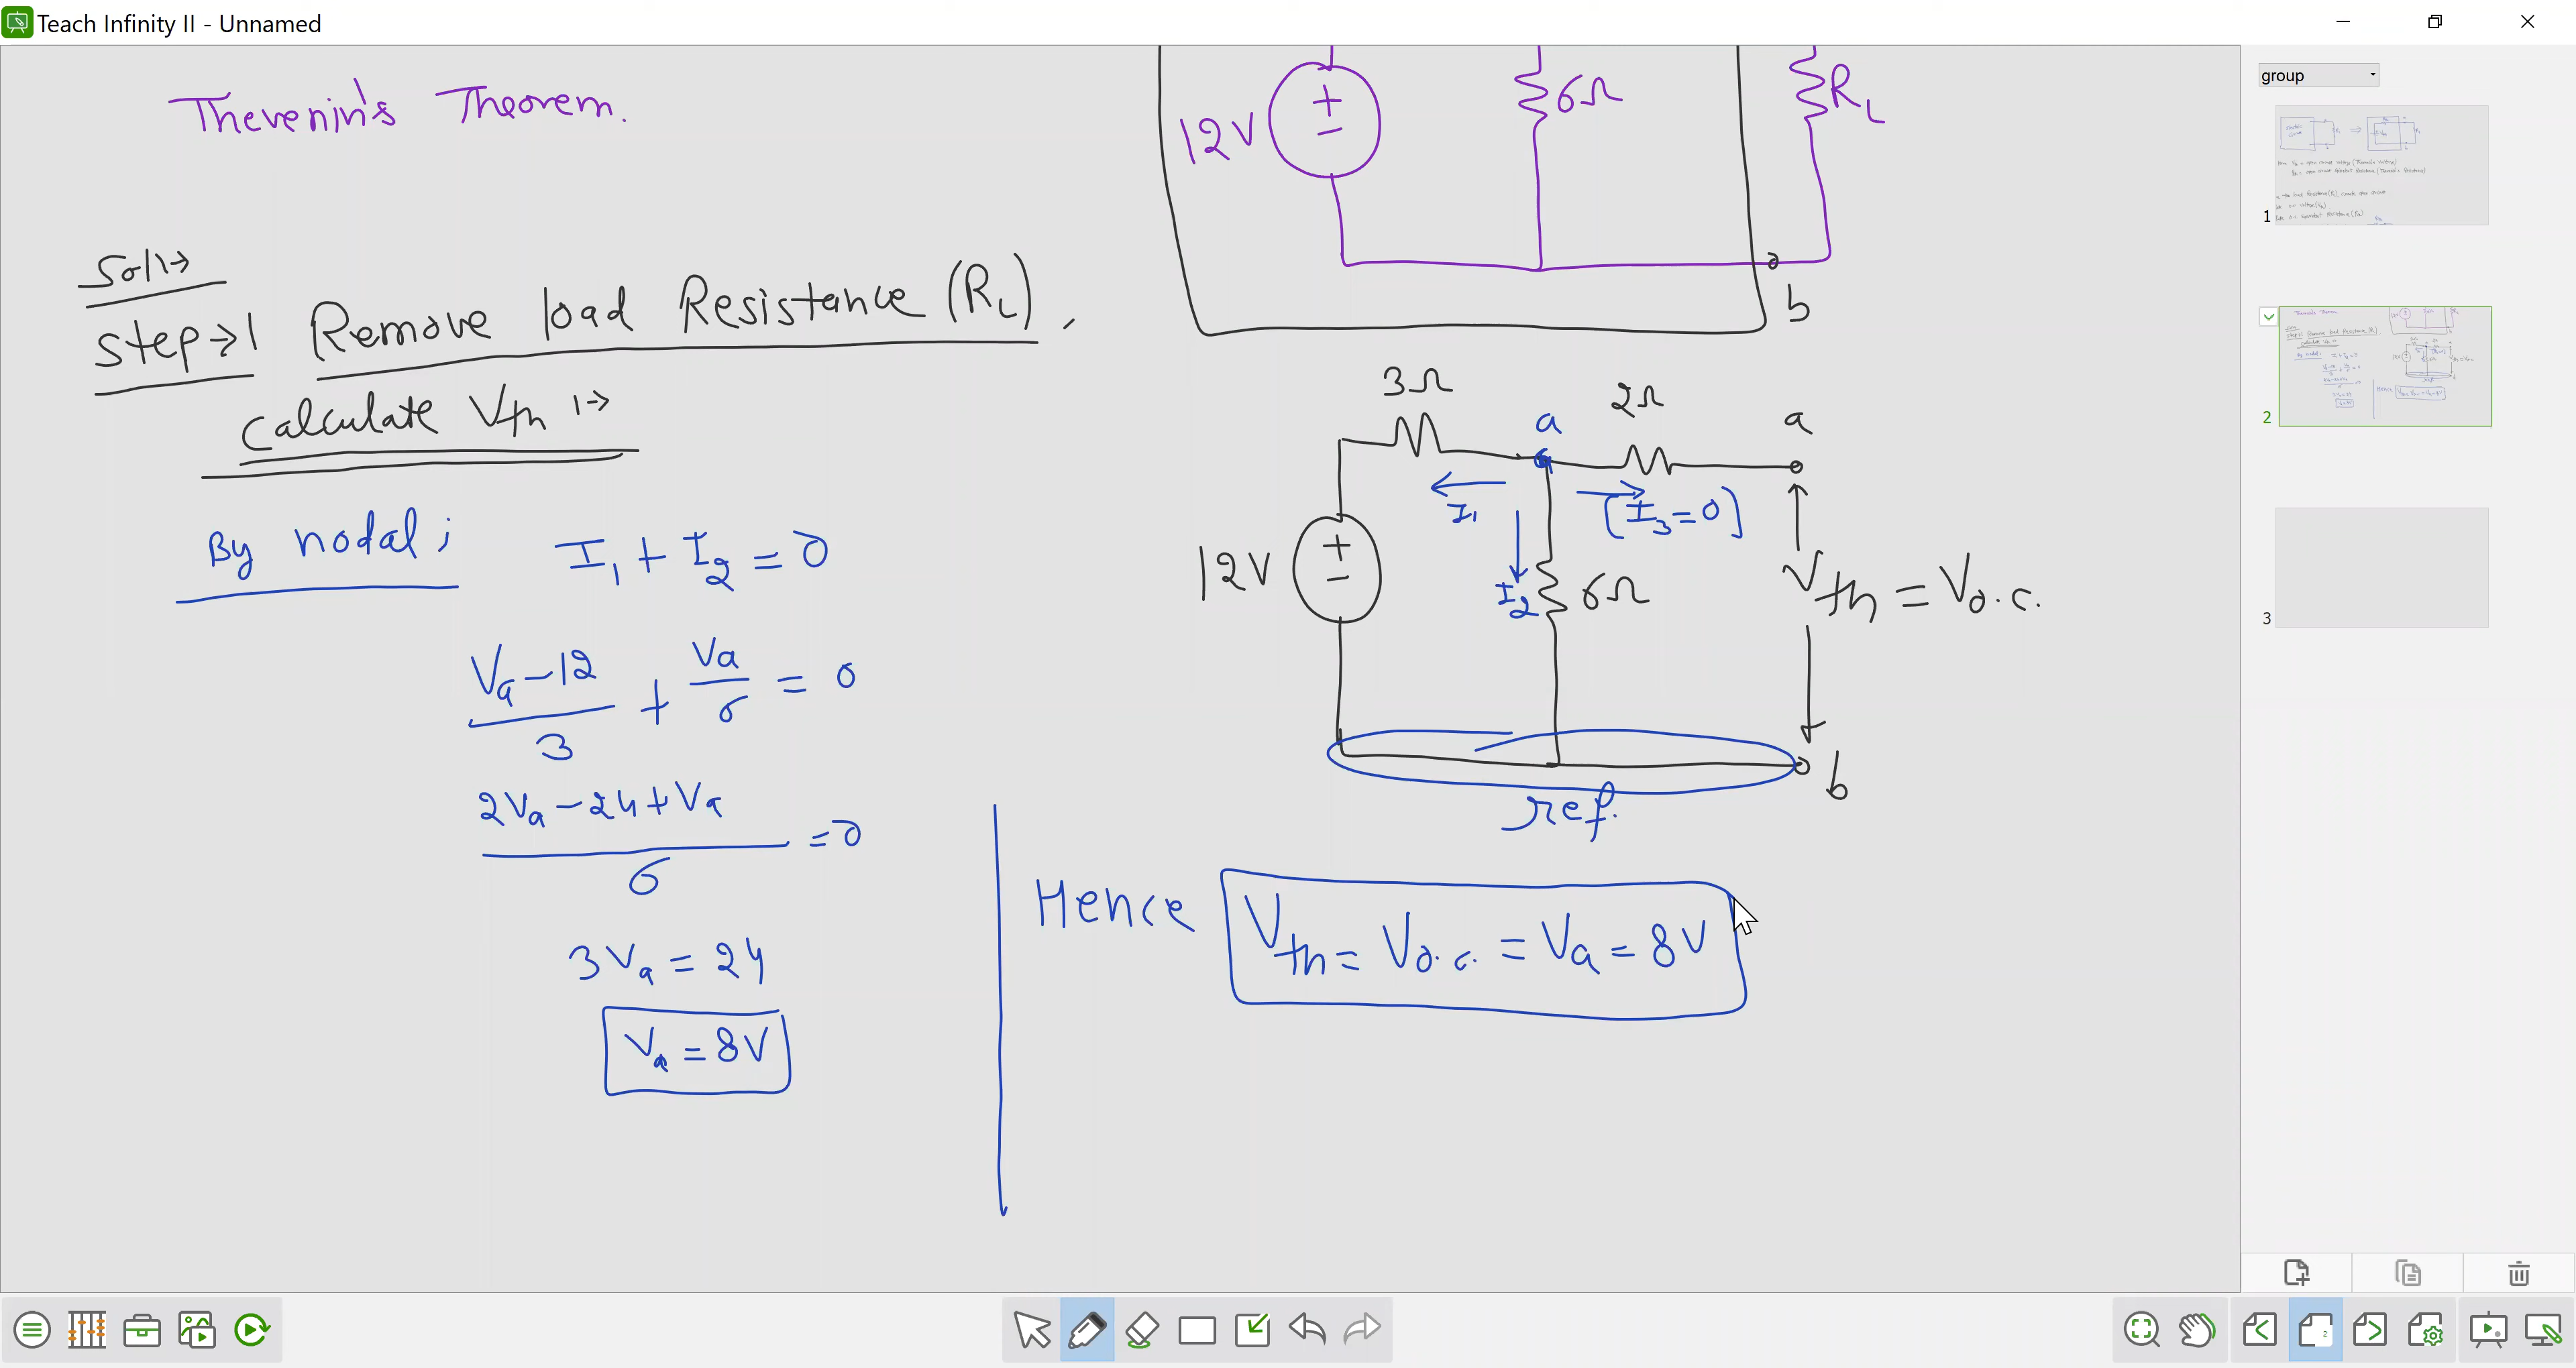 Teach Infinity II - Unnamed
Thevenin's Theorem.
12V
6Ω
RL
b
Soln→
Step→1 Remove load Resistance (RL),
Calculate Vth →
3Ω
2Ω
a
a
I1
[I3=0]
12V
I2
6Ω
Vth = Vo.c.
b
ref.
By nodal;
I1 + I2 = 0
Va-12/3 + Va/6 = 0
2Va-24+Va/6 = 0
3Va = 24
Va = 8V
Hence Vth = Vo.c. = Va = 8V
group
1
2
3
2